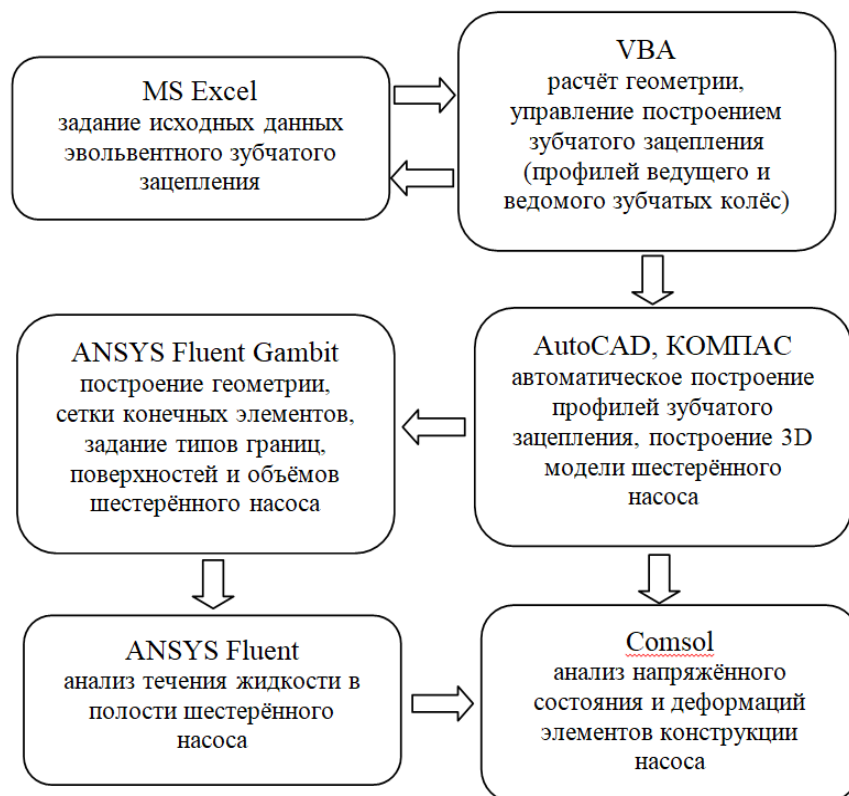 MS Excel
задание исходных данных
эвольвентного зубчатого
зацепления
VBA
расчёт геометрии,
управление построением
зубчатого зацепления
(профилей ведущего и
ведомого зубчатых колёс)
ANSYS Fluent Gambit
построение геометрии,
сетки конечных элементов,
задание типов границ,
поверхностей и объёмов
шестерённого насоса
AutoCAD, КОМПАС
автоматическое построение
профилей зубчатого
зацепления, построение 3D
модели шестерённого
насоса
ANSYS Fluent
анализ течения жидкости в
полости шестерённого
насоса
Comsol
анализ напряжённого
состояния и деформаций
элементов конструкции
насоса